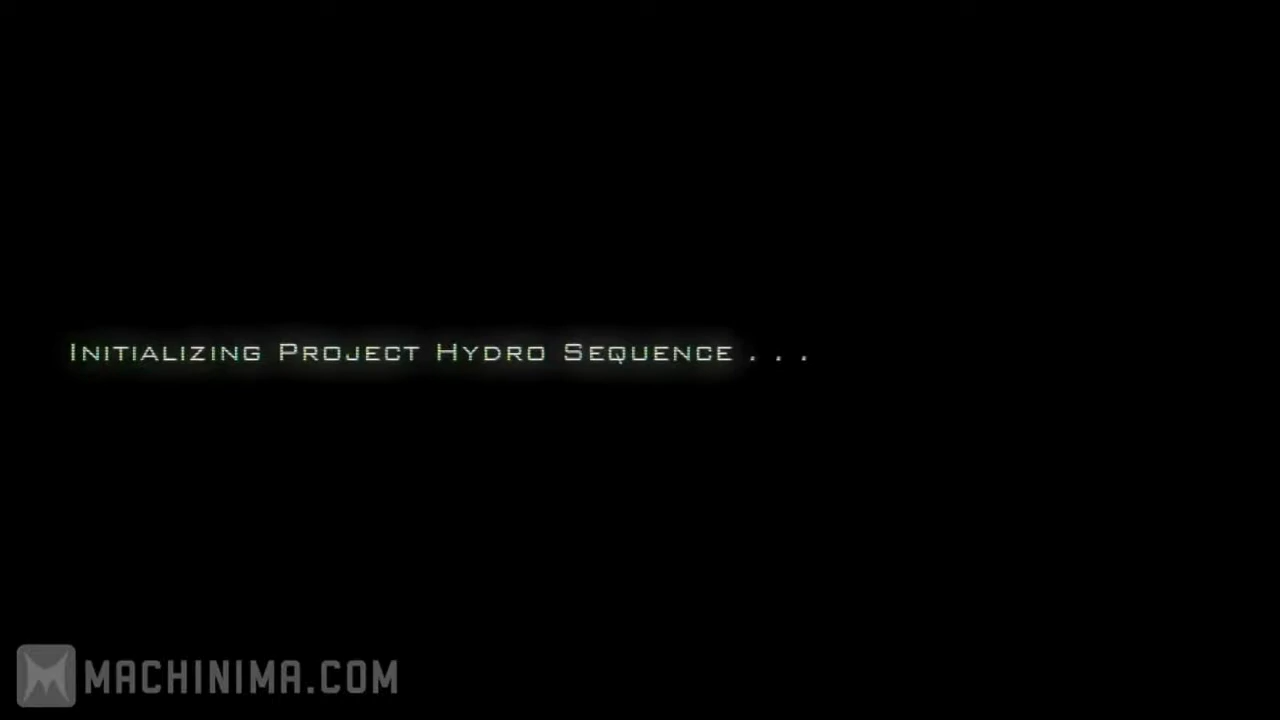 Initializing Project Hydro Sequence . . .
MACHINIMA.COM